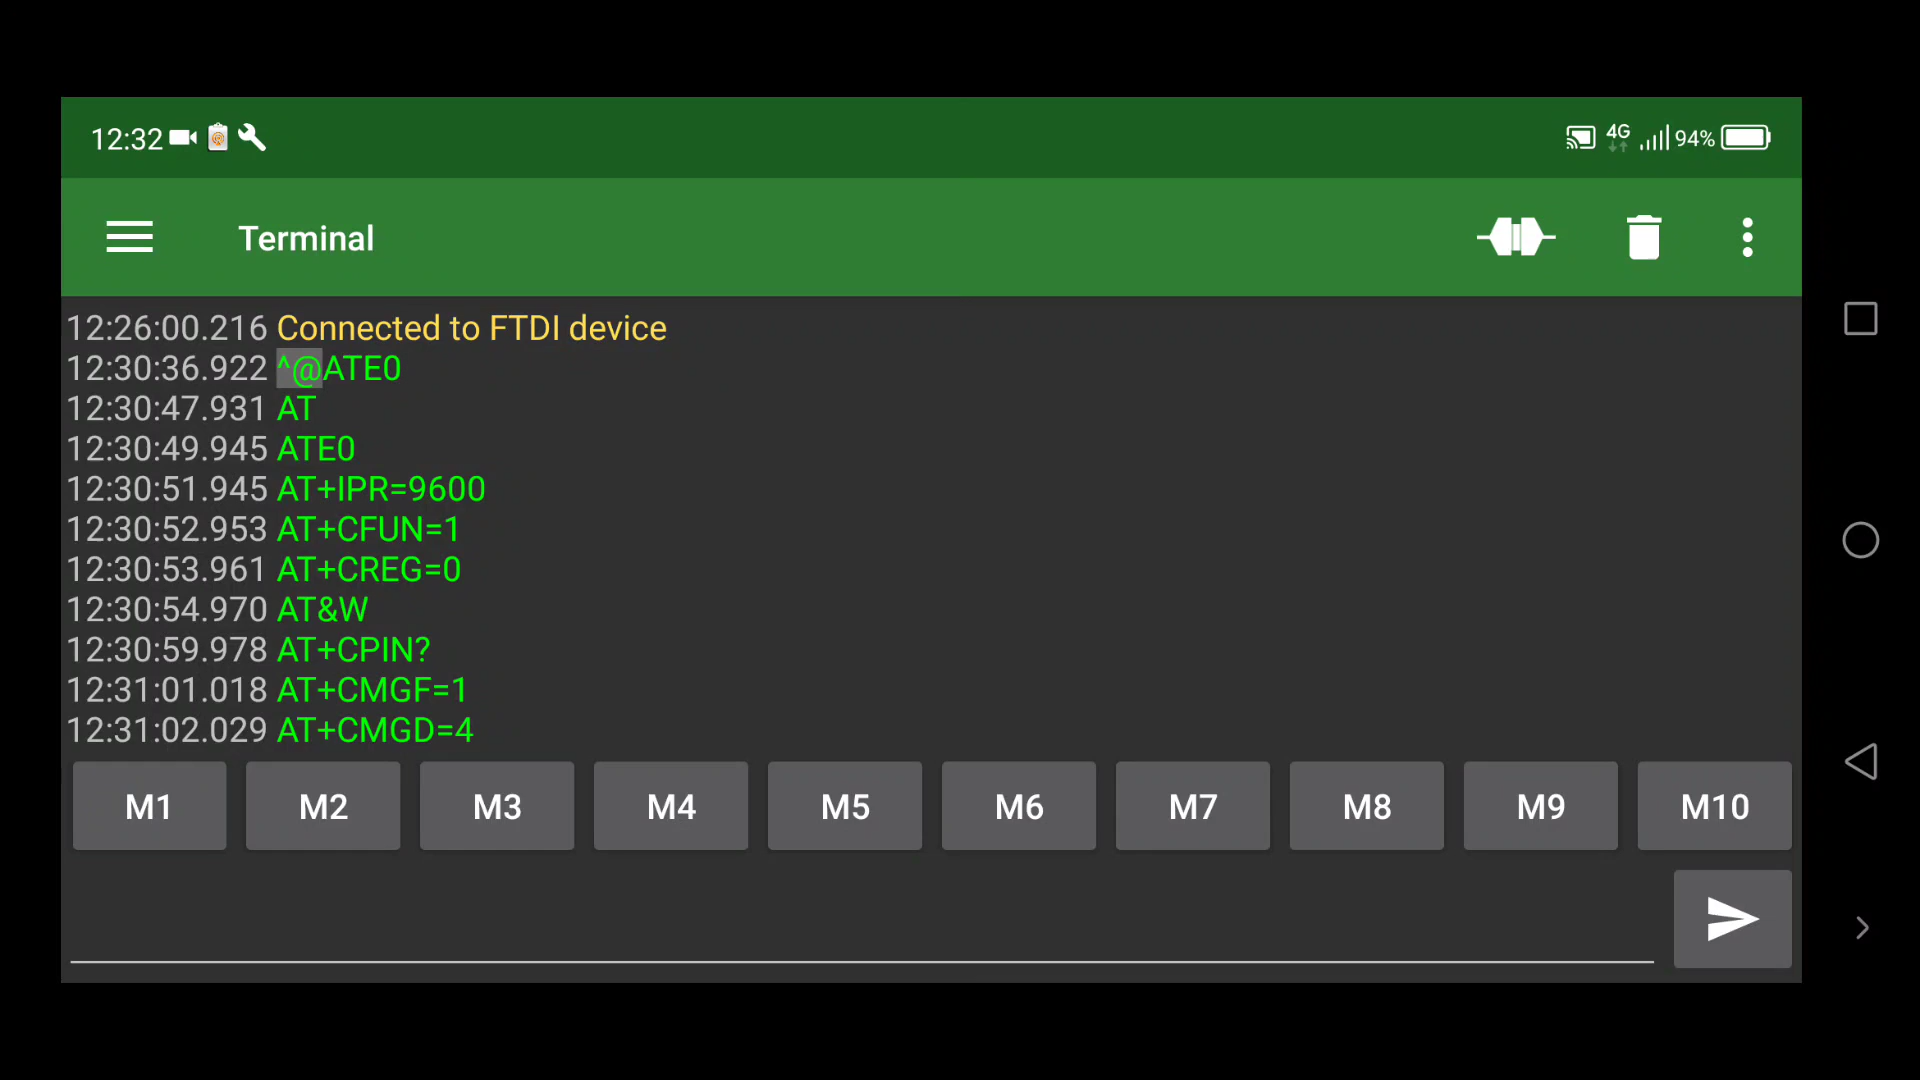 12:32 4G 94%
Terminal
12:26:00.216 Connected to FTDI device
12:30:36.922 ^@ATE0
12:30:47.931 AT
12:30:49.945 ATE0
12:30:51.945 AT+IPR=9600
12:30:52.953 AT+CFUN=1
12:30:53.961 AT+CREG=0
12:30:54.970 AT&W
12:30:59.978 AT+CPIN?
12:31:01.018 AT+CMGF=1
12:31:02.029 AT+CMGD=4
M1 M2 M3 M4 M5 M6 M7 M8 M9 M10